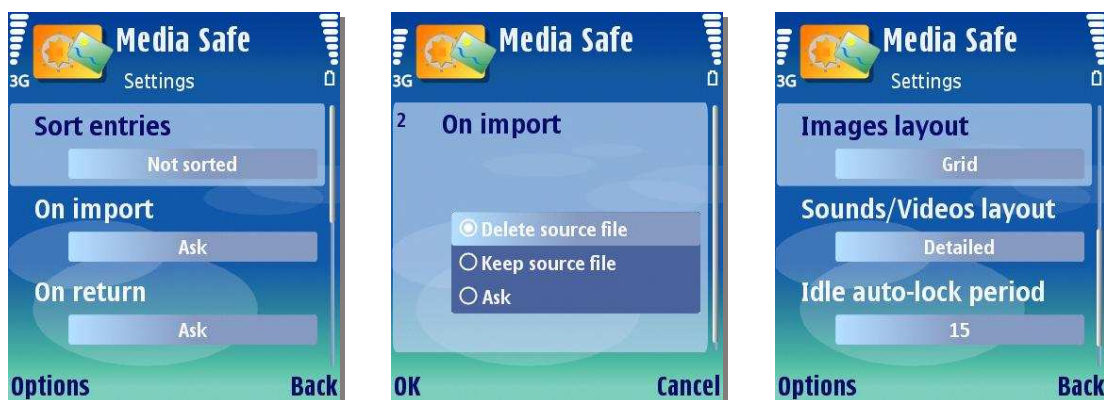 Media Safe
3G
Settings
Sort entries
Not sorted
On import
Ask
On return
Ask
Options Back
Media Safe
3G
2 On import
Delete source file
Keep source file
Ask
OK Cancel
Media Safe
3G
Settings
Images layout
Grid
Sounds/Videos layout
Detailed
Idle auto-lock period
15
Options Back